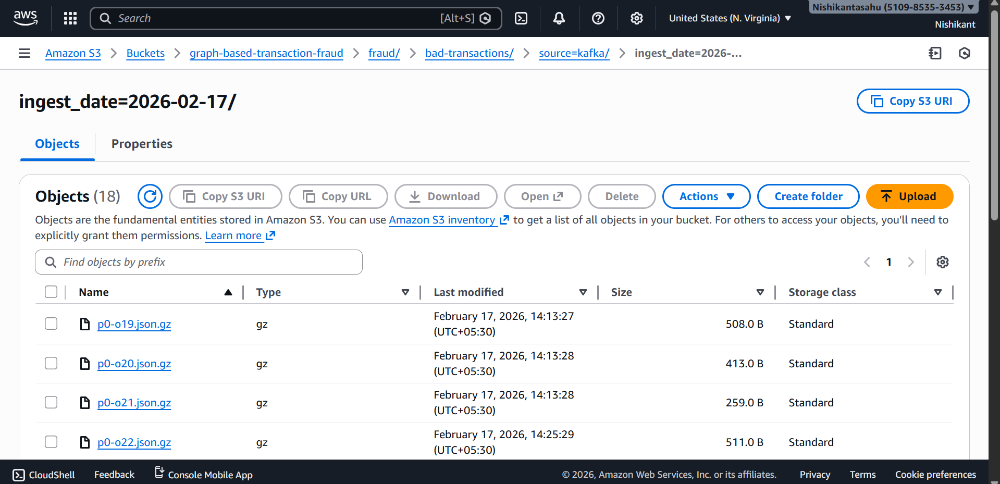 aws
Search
[Alt+S]
United States (N. Virginia)
Nishikantasahu (5109-8535-3453)
Nishikant
Amazon S3
Buckets
graph-based-transaction-fraud
fraud/
bad-transactions/
source=kafka/
ingest_date=2026-...
ingest_date=2026-02-17/
Copy S3 URI
Objects
Properties
Objects (18)
Copy S3 URI
Copy URL
Download
Open
Delete
Actions
Create folder
Upload
Objects are the fundamental entities stored in Amazon S3. You can use Amazon S3 inventory to get a list of all objects in your bucket. For others to access your objects, you'll need to
explicitly grant them permissions. Learn more
Find objects by prefix
1
Name Type Last modified Size Storage class
p0-o19.json.gz gz February 17, 2026, 14:13:27 (UTC+05:30) 508.0 B Standard
p0-o20.json.gz gz February 17, 2026, 14:13:28 (UTC+05:30) 413.0 B Standard
p0-o21.json.gz gz February 17, 2026, 14:13:28 (UTC+05:30) 259.0 B Standard
p0-o22.json.gz gz February 17, 2026, 14:25:29 (UTC+05:30) 511.0 B Standard
CloudShell
Feedback
Console Mobile App
© 2026, Amazon Web Services, Inc. or its affiliates.
Privacy
Terms
Cookie preferences